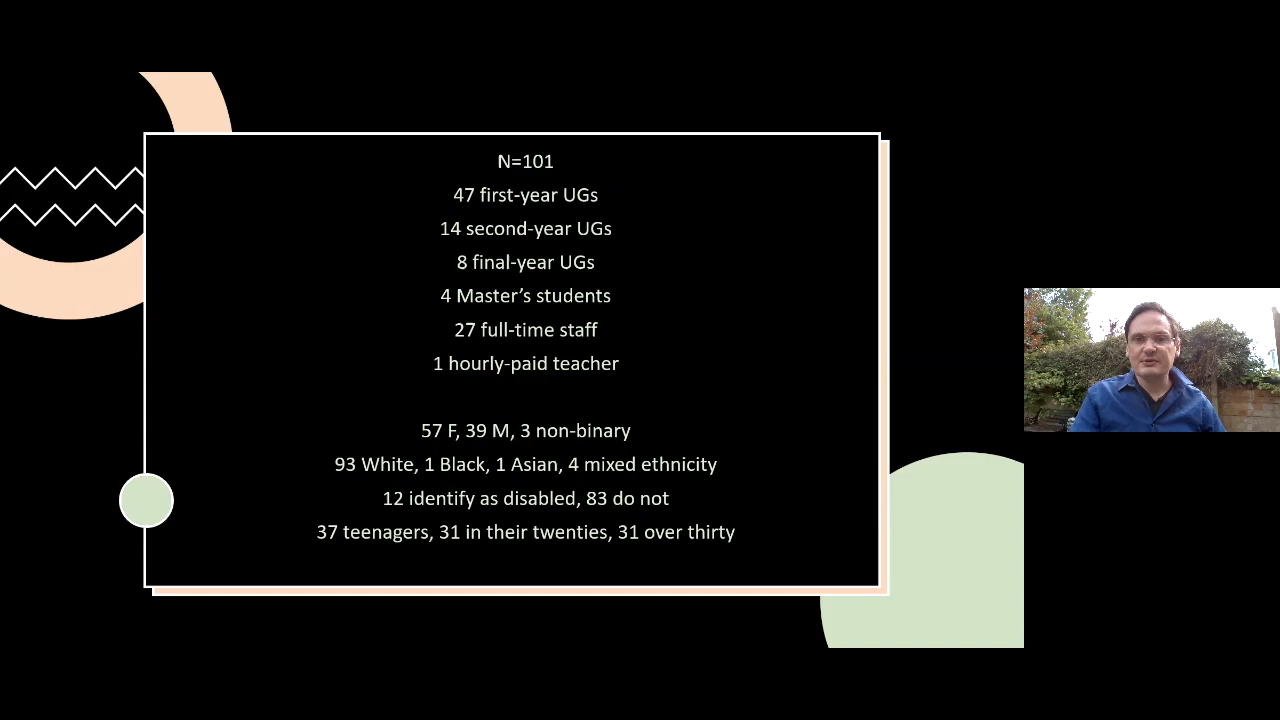 N=101
47 first-year UGs
14 second-year UGs
8 final-year UGs
4 Master’s students
27 full-time staff
1 hourly-paid teacher
57 F, 39 M, 3 non-binary
93 White, 1 Black, 1 Asian, 4 mixed ethnicity
12 identify as disabled, 83 do not
37 teenagers, 31 in their twenties, 31 over thirty